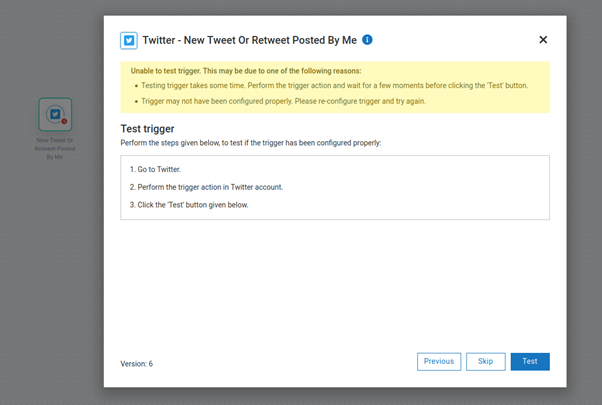 Twitter - New Tweet Or Retweet Posted By Me
Unable to test trigger. This may be due to one of the following reasons:
Testing trigger takes some time. Perform the trigger action and wait for a few moments before clicking the 'Test' button.
Trigger may not have been configured properly. Please re-configure trigger and try again.
New Tweet Or
Retweet Posted
By Me
Test trigger
Perform the steps given below, to test if the trigger has been configured properly:
1. Go to Twitter.
2. Perform the trigger action in Twitter account.
3. Click the 'Test' button given below.
Version: 6
Previous
Skip
Test